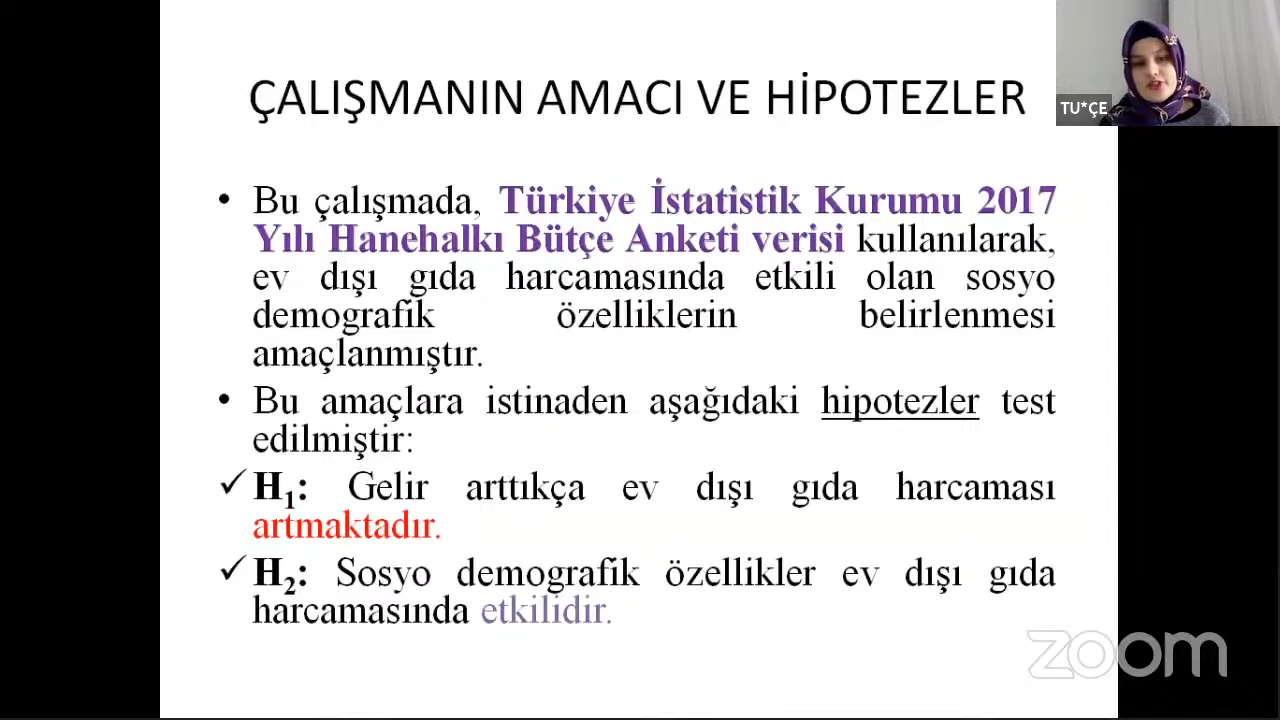 ÇALIŞMANIN AMACI VE HİPOTEZLER
TU*ÇE
• Bu çalışmada, Türkiye İstatistik Kurumu 2017
Yılı Hanehalkı Bütçe Anketi verisi kullanılarak,
ev dışı gıda harcamasında etkili olan sosyo
demografik özelliklerin belirlenmesi
amaçlanmıştır.
• Bu amaçlara istinaden aşağıdaki hipotezler test
edilmiştir:
✓ H₁: Gelir arttıkça ev dışı gıda harcaması
artmaktadır.
✓ H₂: Sosyo demografik özellikler ev dışı gıda
harcamasında etkilidir.
zoom